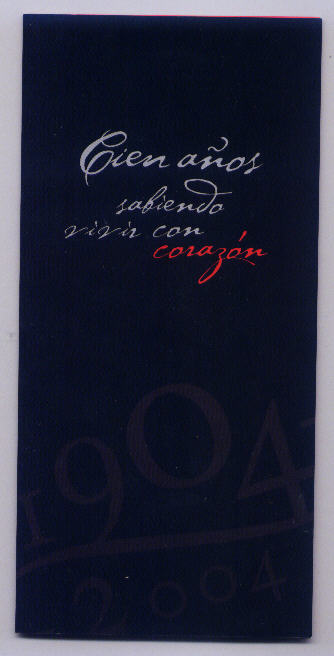 Cien años
sabiendo
vivir con
corazón
1904
2004